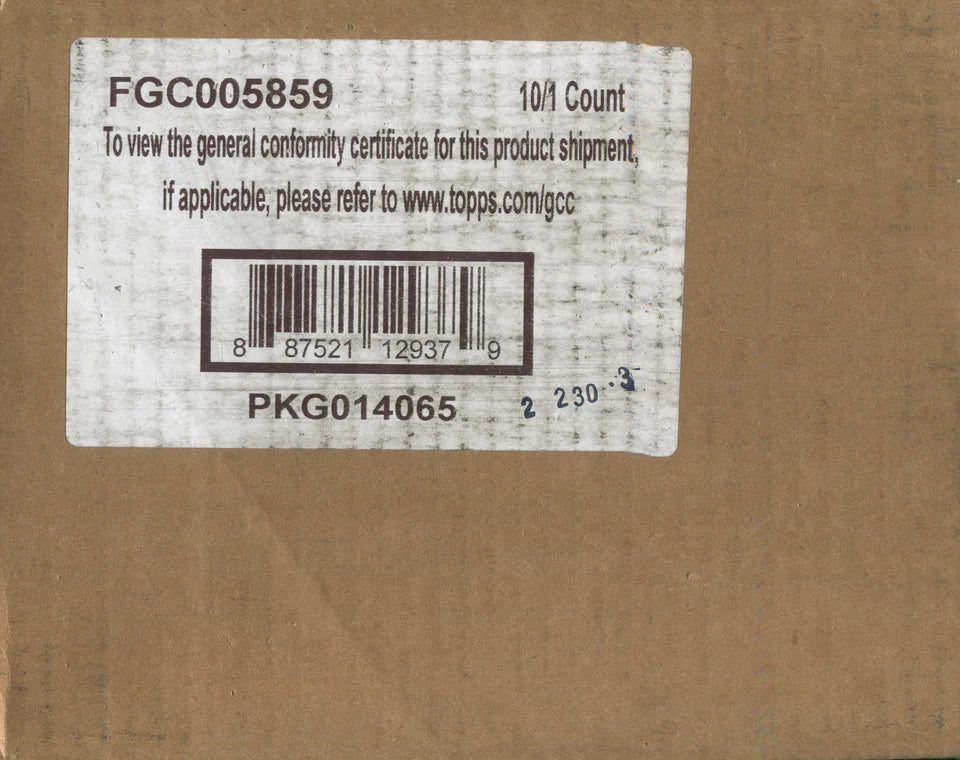 FGC005859 10/1 Count
To view the general conformity certificate for this product shipment,
if applicable, please refer to www.topps.com/gcc
8 87521 12937 9
PKG014065
2 230··3